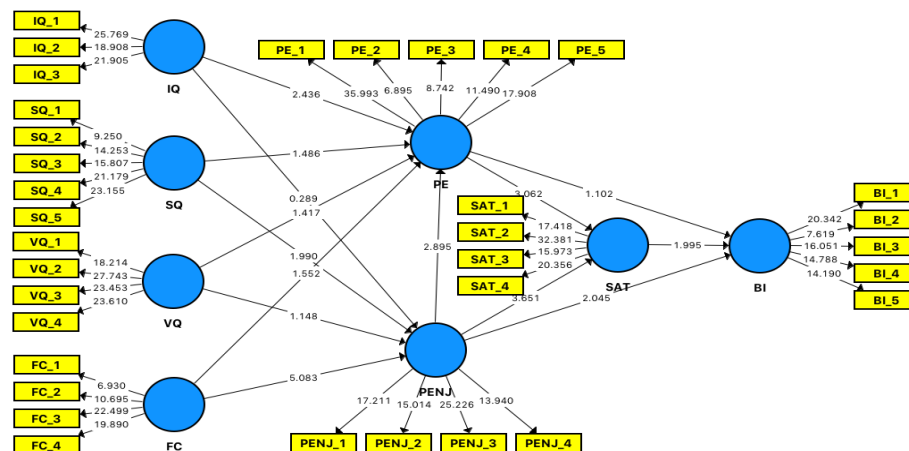 IQ_1
IQ_2
IQ_3
25.769
18.908
21.905
IQ
PE_1
PE_2
PE_3
PE_4
PE_5
35.993
6.895
8.742
11.490
17.908
2.436
SQ_1
SQ_2
SQ_3
SQ_4
SQ_5
9.250
14.253
15.807
21.179
23.155
SQ
1.486
PE
0.289
1.417
3.062
1.102
SAT_1
SAT_2
SAT_3
SAT_4
17.418
32.381
15.973
20.356
SAT
1.995
BI_1
BI_2
BI_3
BI_4
BI_5
20.342
7.619
16.051
14.788
14.190
BI
VQ_1
VQ_2
VQ_3
VQ_4
18.214
27.743
23.453
23.610
VQ
1.990
1.552
2.895
1.148
3.651
2.045
FC_1
FC_2
FC_3
FC_4
6.930
10.695
22.499
19.890
FC
5.083
PENJ
17.211
15.014
25.226
13.940
PENJ_1
PENJ_2
PENJ_3
PENJ_4